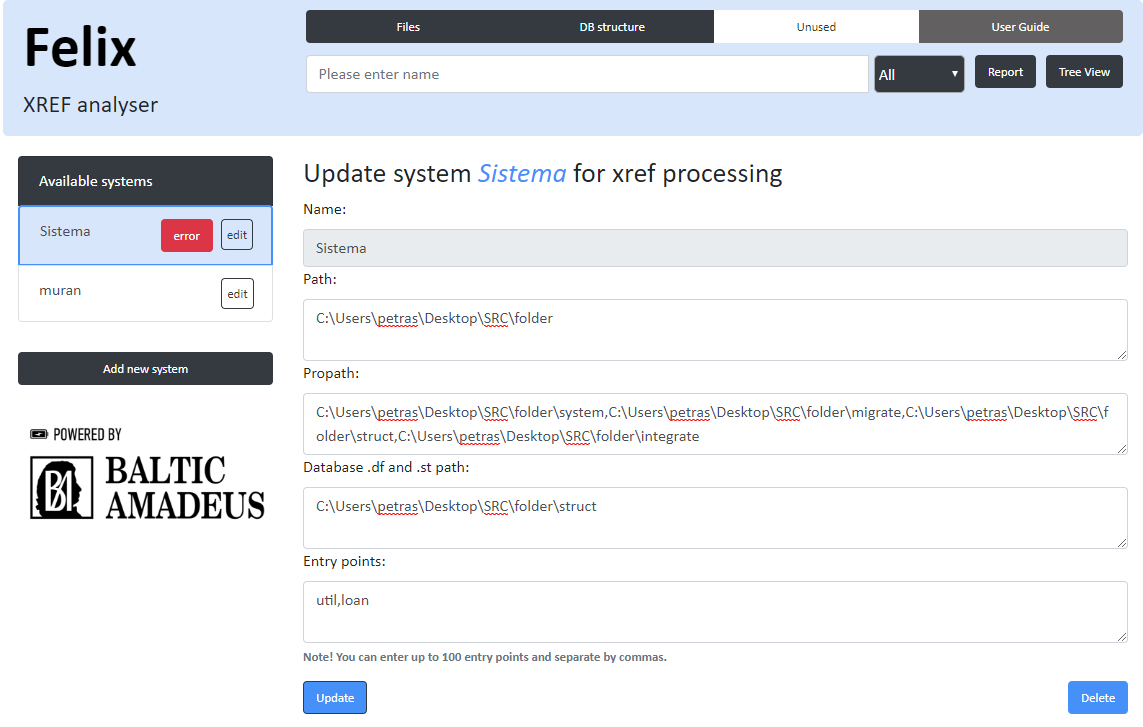 Felix
XREF analyser
Files
DB structure
Unused
User Guide
Please enter name
All
Report
Tree View
Available systems
Sistema
error
edit
muran
edit
Add new system
POWERED BY
BALTIC
AMADEUS
Update system Sistema for xref processing
Name:
Sistema
Path:
C:\Users\petras\Desktop\SRC\folder
Propath:
C:\Users\petras\Desktop\SRC\folder\system,C:\Users\petras\Desktop\SRC\folder\migrate,C:\Users\petras\Desktop\SRC\f
older\struct,C:\Users\petras\Desktop\SRC\folder\integrate
Database .df and .st path:
C:\Users\petras\Desktop\SRC\folder\struct
Entry points:
util,loan
Note! You can enter up to 100 entry points and separate by commas.
Update
Delete